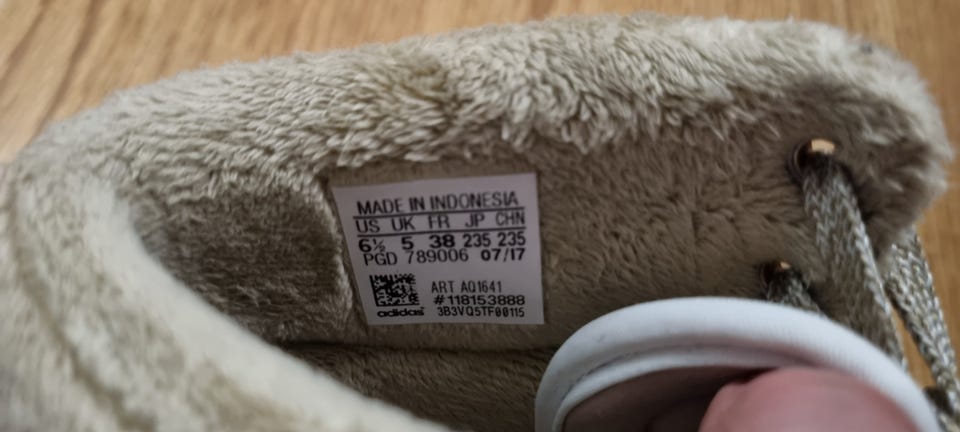 MADE IN INDONESIA
US UK FR JP CHN
6½ 5 38 235 235
PGD 789006 07/17
ART AQ1641
#118153888
adidas 3B3VQ5TF00115